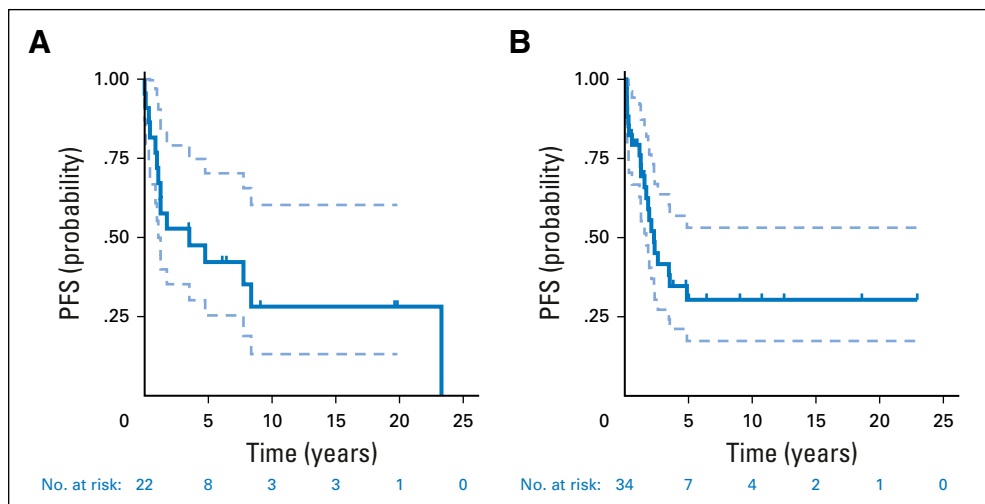 A
1.00
.75
.50
.25
PFS (probability)
0 5 10 15 20 25
Time (years)
No. at risk: 22 8 3 3 1 0
B
1.00
.75
.50
.25
PFS (probability)
0 5 10 15 20 25
Time (years)
No. at risk: 34 7 4 2 1 0